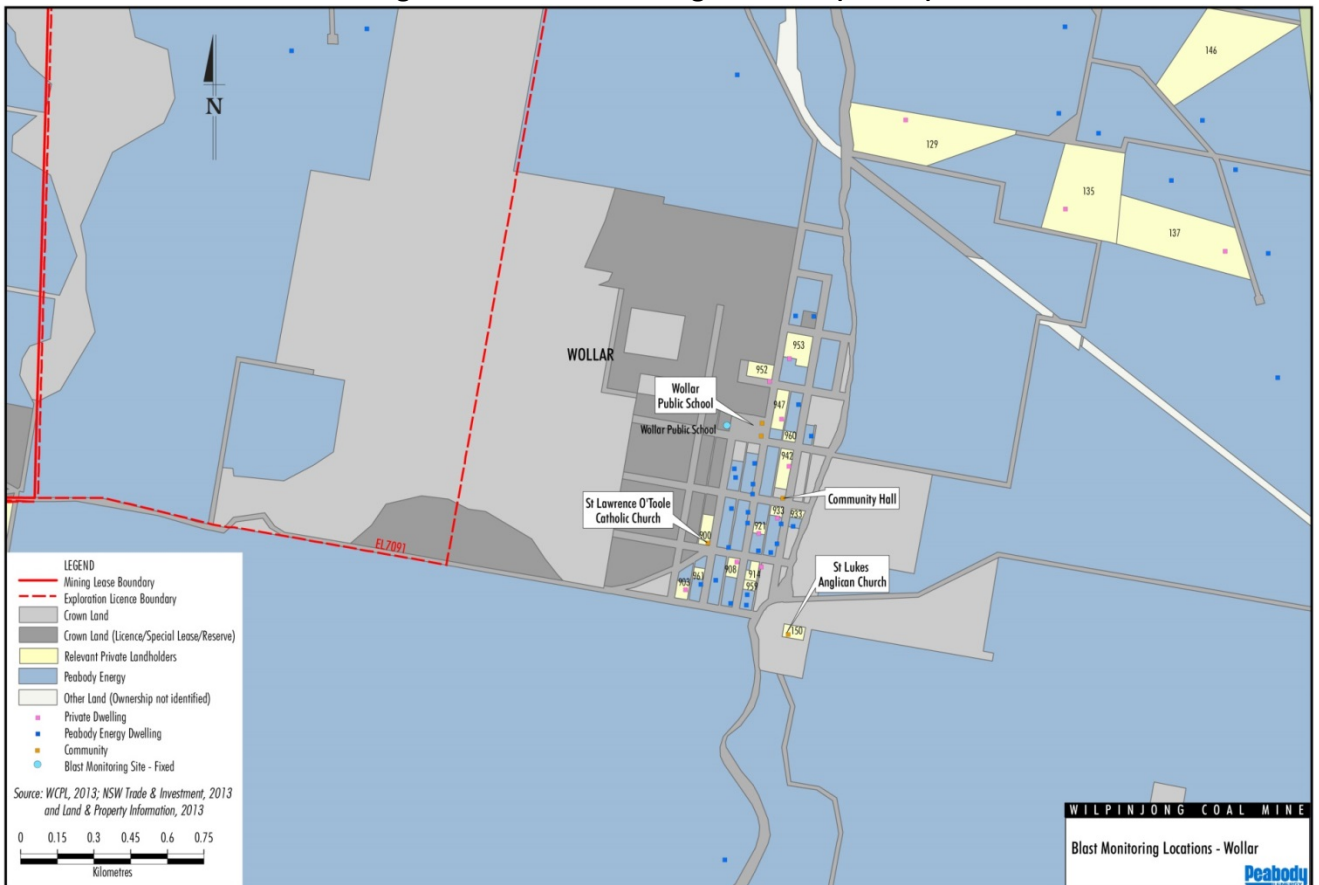 N
146
129
135
137
WOLLAR
953
952
Wollar
Public School
947
Wollar Public School
960
942
Community Hall
St Lawrence O'Toole
Catholic Church
900
933
921
EL7091
908
914
903
959
St Lukes
Anglican Church
150
LEGEND
Mining Lease Boundary
Exploration Licence Boundary
Crown Land
Crown Land (Licence/Special Lease/Reserve)
Relevant Private Landholders
Peabody Energy
Other Land (Ownership not identified)
Private Dwelling
Peabody Energy Dwelling
Community
Blast Monitoring Site - Fixed
Source: WCPL, 2013; NSW Trade & Investment, 2013
and Land & Property Information, 2013
0 0.15 0.3 0.45 0.6 0.75
Kilometres
WILPINJONG COAL MINE
Blast Monitoring Locations - Wollar
Peabody